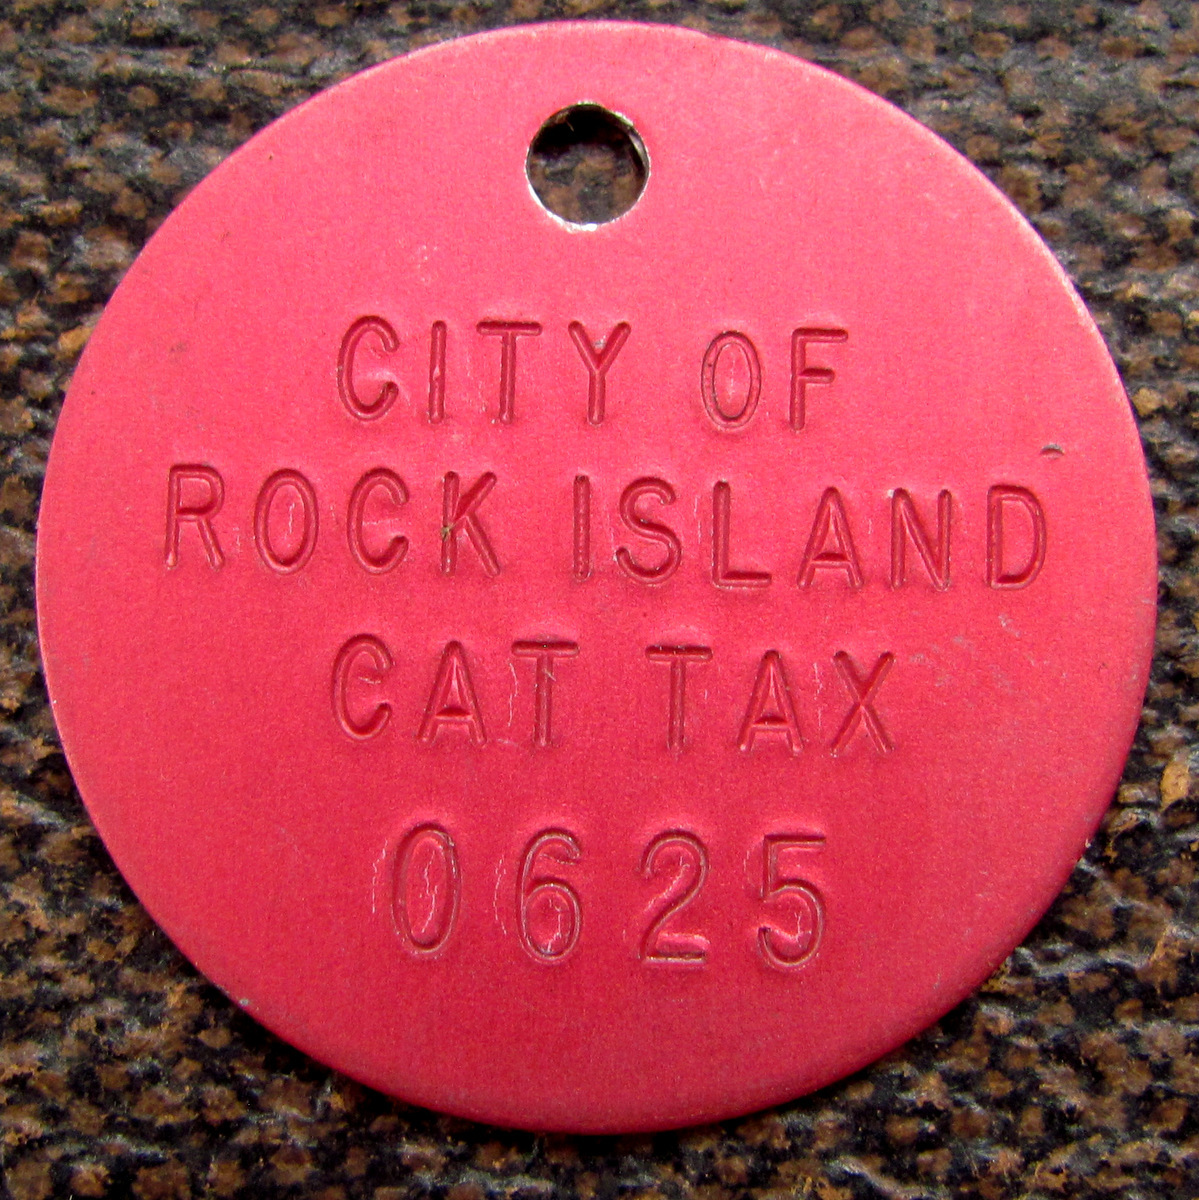 CITY OF
ROCK ISLAND
CAT TAX
0625